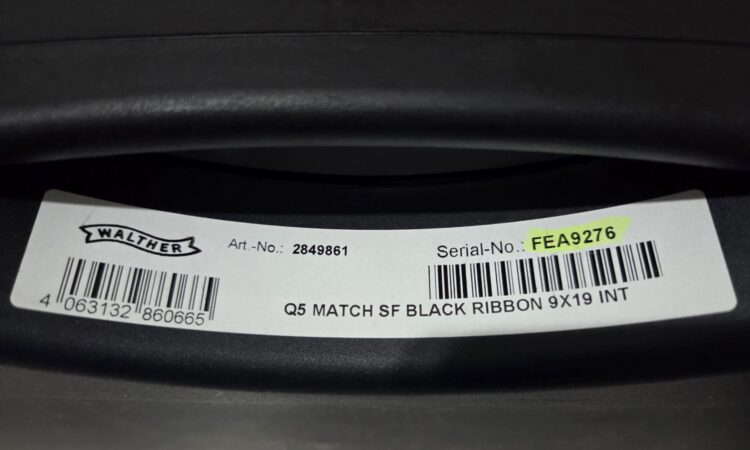 WALTHER
Art.-No.: 2849861
Serial-No.: FEA9276
4 063132 860665
Q5 MATCH SF BLACK RIBBON 9X19 INT